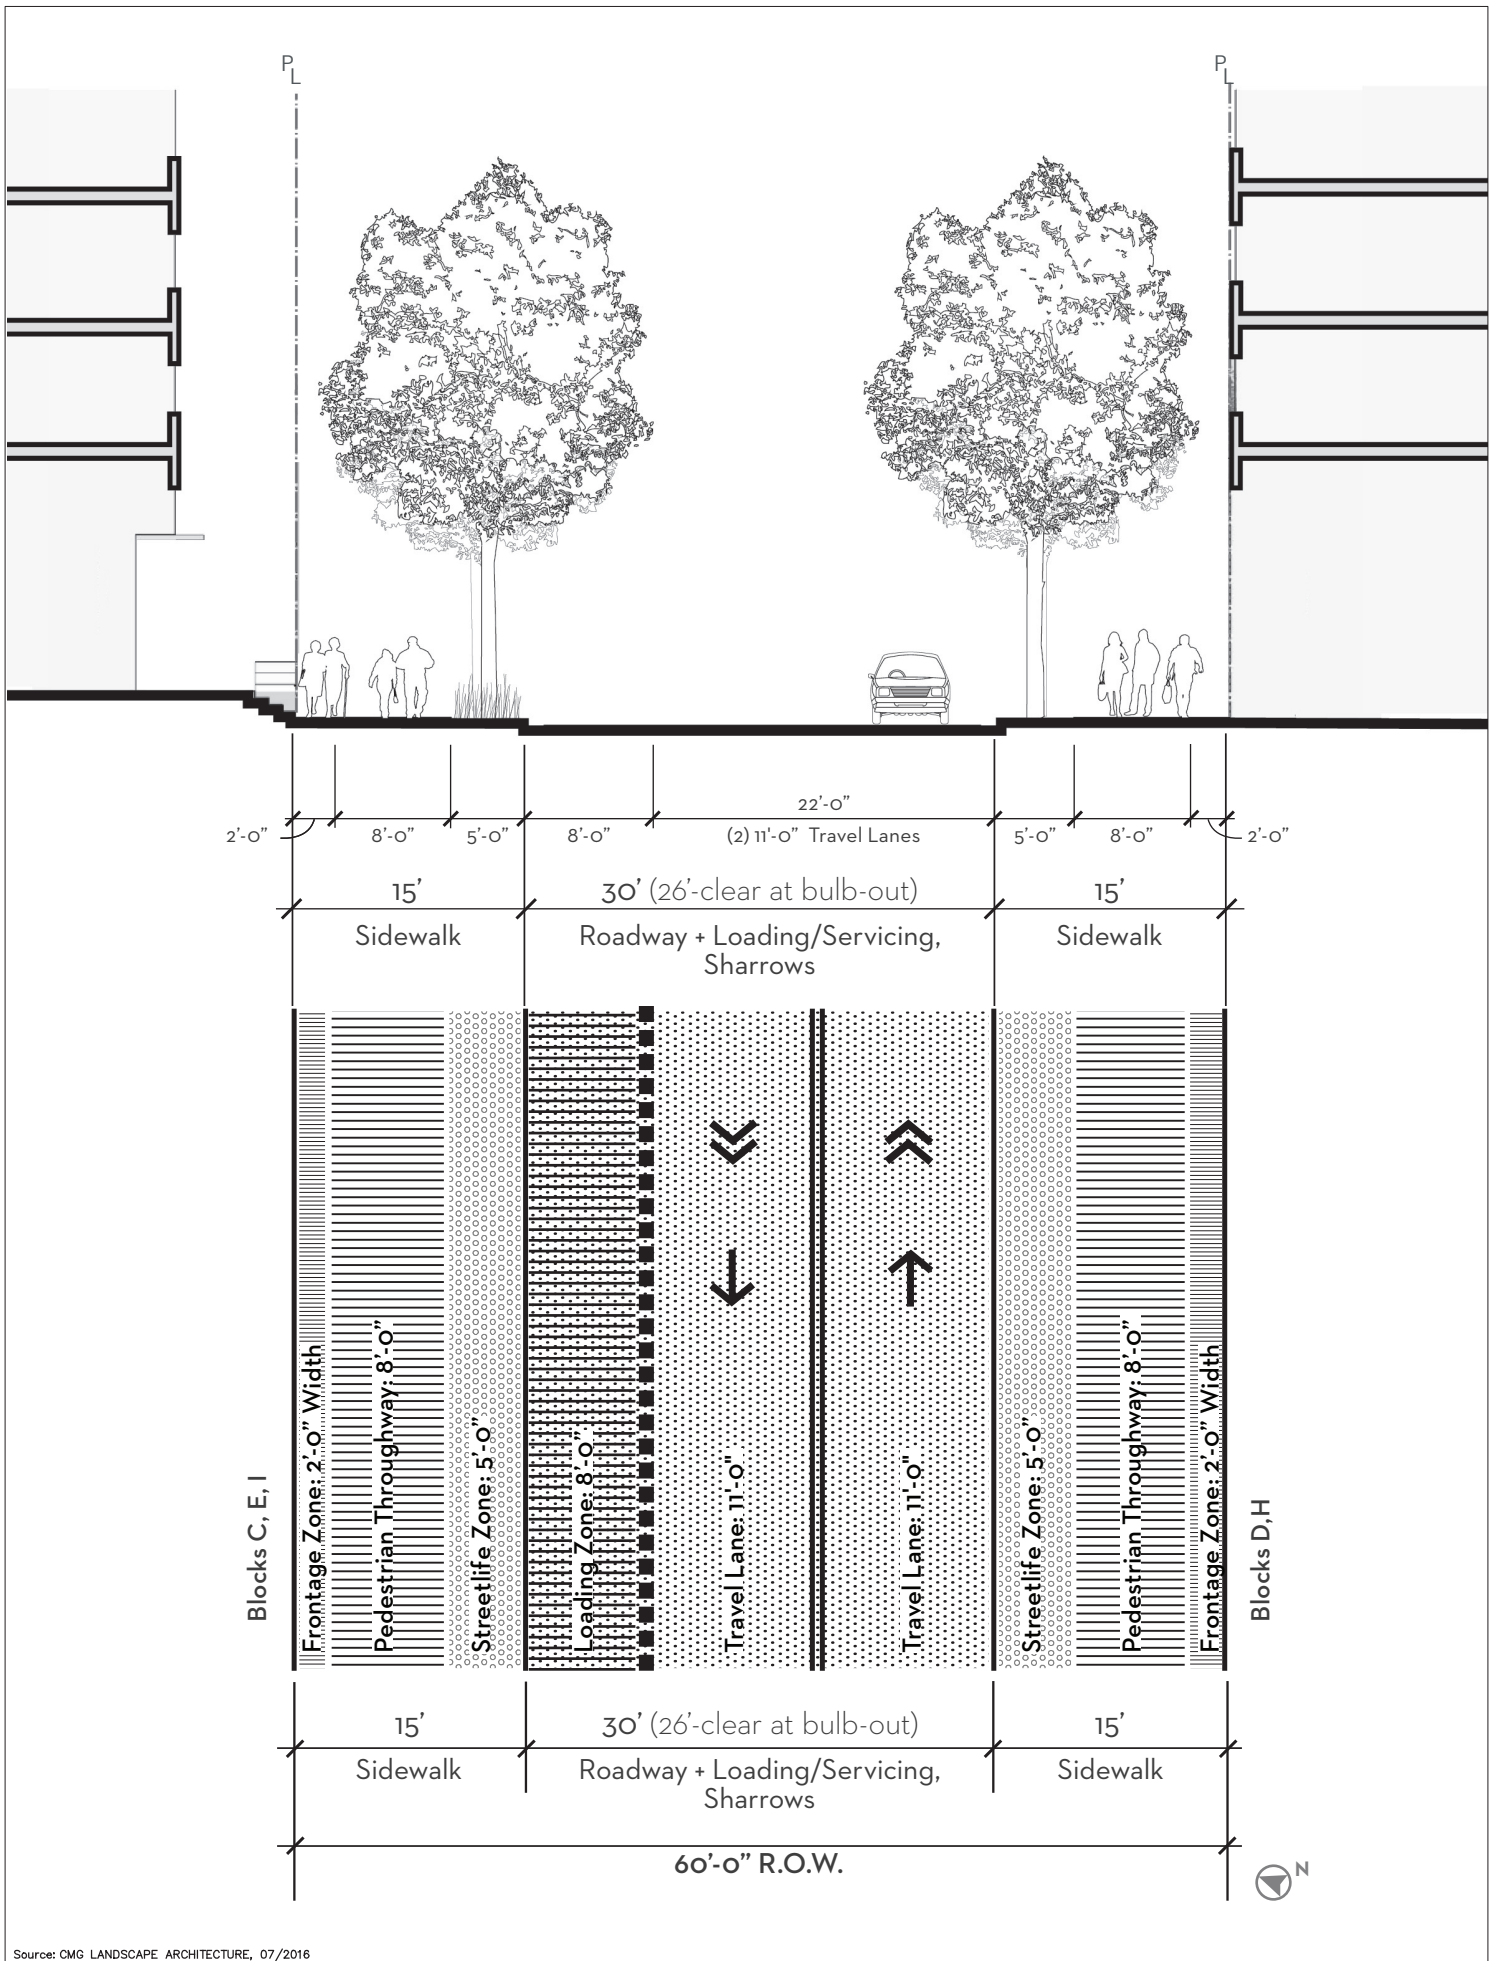 PL
PL
22'-0"
2'-0"
8'-0"
5'-0"
8'-0"
(2) 11'-0" Travel Lanes
5'-0"
8'-0"
2'-0"
15'
30' (26'-clear at bulb-out)
15'
Sidewalk
Roadway + Loading/Servicing,
Sharrows
Sidewalk
Blocks C, E, I
Frontage Zone: 2'-0" Width
Pedestrian Throughway: 8'-0"
Streetlife Zone: 5'-0"
Loading Zone: 8'-0"
Travel Lane: 11'-0"
Travel Lane: 11'-0"
Streetlife Zone: 5'-0"
Pedestrian Throughway: 8'-0"
Frontage Zone: 2'-0" Width
Blocks D,H
15'
30' (26'-clear at bulb-out)
15'
Sidewalk
Roadway + Loading/Servicing,
Sharrows
Sidewalk
60'-0" R.O.W.
N
Source: CMG LANDSCAPE ARCHITECTURE, 07/2016